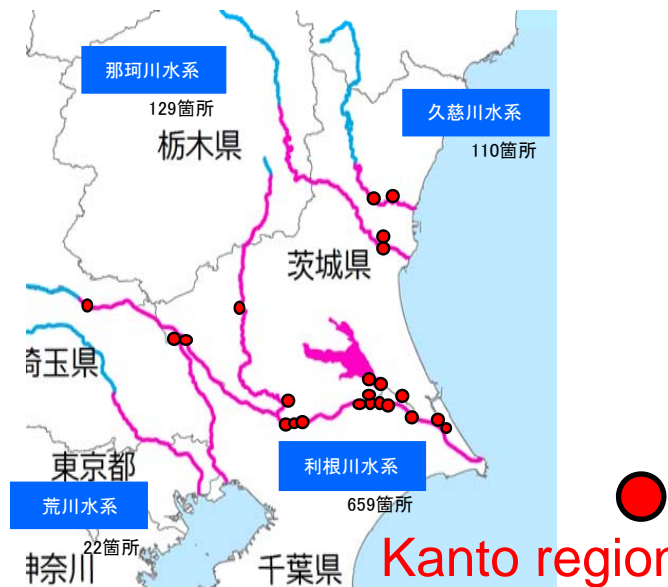 那珂川水系
129箇所
久慈川水系
110箇所
栃木県
茨城県
埼玉県
利根川水系
659箇所
東京都
荒川水系
22箇所
神奈川
千葉県
Kanto region